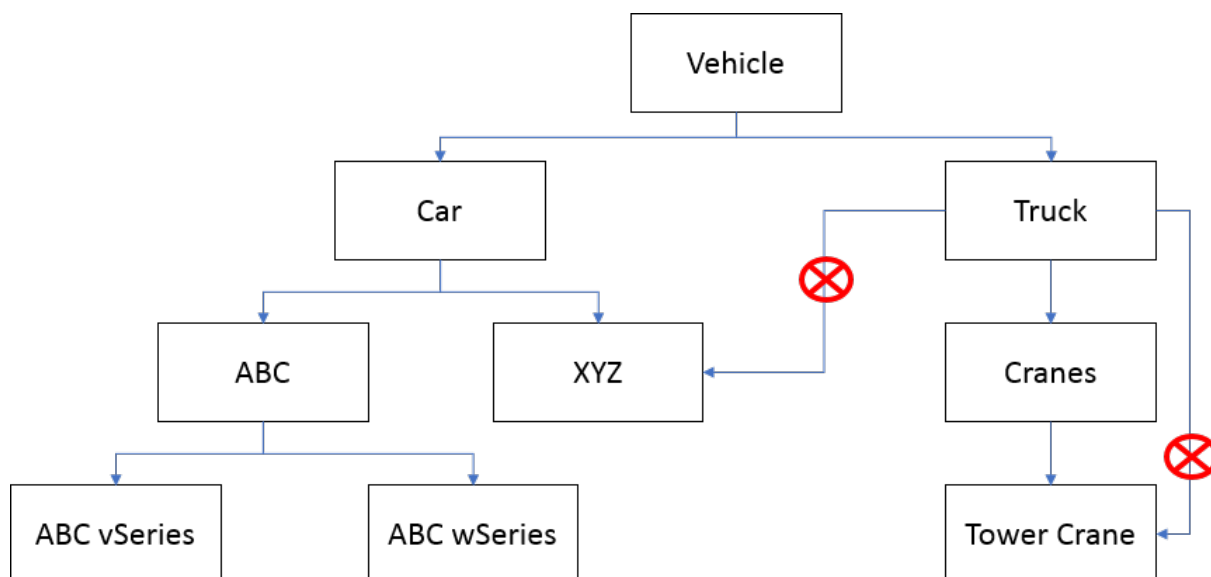 Vehicle
Car
Truck
ABC
XYZ
Cranes
ABC vSeries
ABC wSeries
Tower Crane